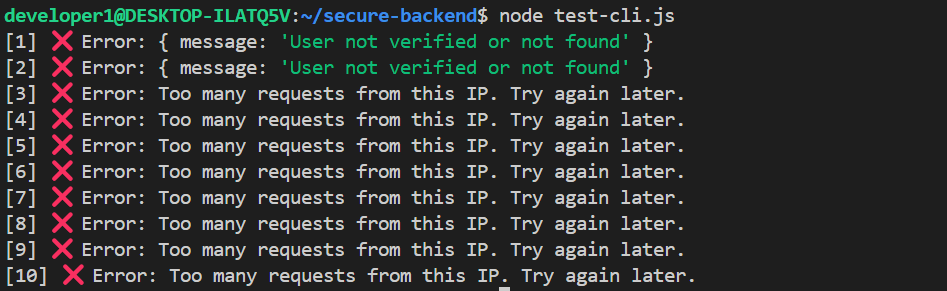 developer1@DESKTOP-ILATQ5V:~/secure-backend$ node test-cli.js
[1] ❌ Error: { message: 'User not verified or not found' }
[2] ❌ Error: { message: 'User not verified or not found' }
[3] ❌ Error: Too many requests from this IP. Try again later.
[4] ❌ Error: Too many requests from this IP. Try again later.
[5] ❌ Error: Too many requests from this IP. Try again later.
[6] ❌ Error: Too many requests from this IP. Try again later.
[7] ❌ Error: Too many requests from this IP. Try again later.
[8] ❌ Error: Too many requests from this IP. Try again later.
[9] ❌ Error: Too many requests from this IP. Try again later.
[10] ❌ Error: Too many requests from this IP. Try again later.